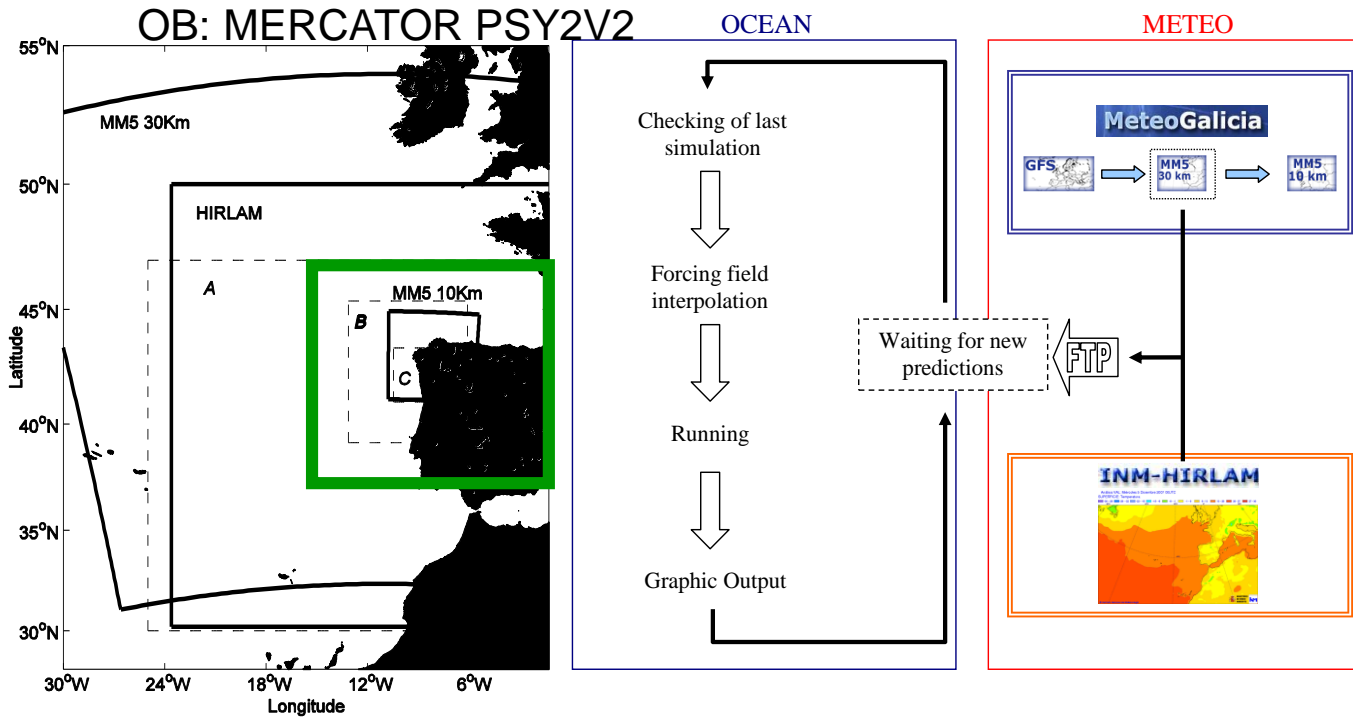 OB: MERCATOR PSY2V2
55°N
50°N
45°N
40°N
35°N
30°N
Latitude
30°W
24°W
18°W
12°W
6°W
Longitude
MM5 30Km
HIRLAM
A
MM5 10Km
B
C
OCEAN
Checking of last
simulation
Forcing field
interpolation
Running
Graphic Output
Waiting for new
predictions
METEO
MeteoGalicia
GFS
MM5
30 km
MM5
10 km
FTP
INM-HIRLAM